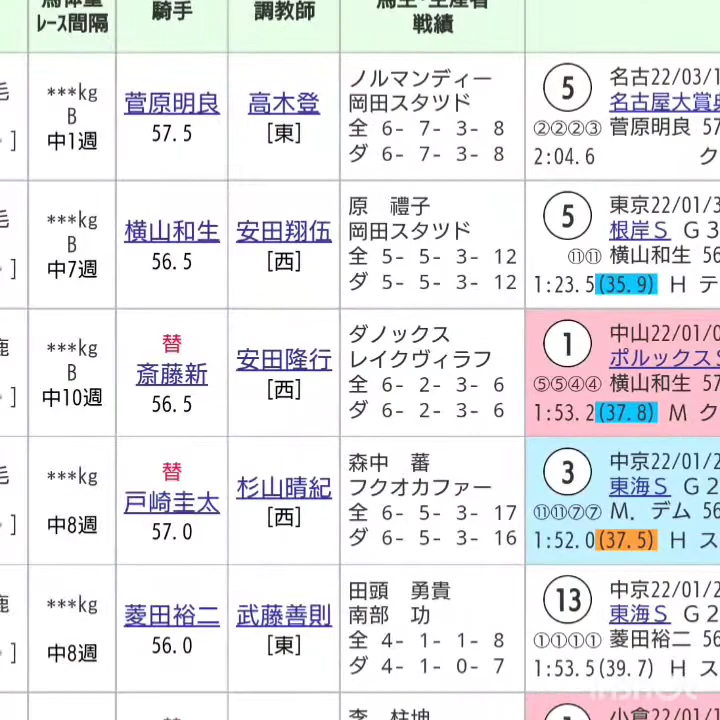 レース間隔 騎手 調教師 戦績
***kg
B
中1週
菅原明良
57.5
高木登
[東]
ノルマンディー
岡田スタッド
全 6- 7- 3- 8
ダ 6- 7- 3- 8
5 名古22/03/1
名古屋大賞典
②②②③ 菅原明良 57
2:04.6 ク
***kg
B
中7週
横山和生
56.5
安田翔伍
[西]
原 禮子
岡田スタッド
全 5- 5- 3- 12
ダ 5- 5- 3- 12
5 東京22/01/3
根岸S G3
⑪⑪ 横山和生 56
1:23.5(35.9) H テ
***kg
B
中10週
替
斎藤新
56.5
安田隆行
[西]
ダノックス
レイクヴィラフ
全 6- 2- 3- 6
ダ 6- 2- 3- 6
1 中山22/01/0
ポルックスS
⑤⑤④④ 横山和生 57
1:53.2(37.8) M ク
***kg
中8週
替
戸崎圭太
57.0
杉山晴紀
[西]
森中 蕃
フクオカファー
全 6- 5- 3- 17
ダ 6- 5- 3- 16
3 中京22/01/2
東海S G2
⑪⑪⑦⑦ M．デム 56
1:52.0(37.5) H ス
***kg
中8週
菱田裕二
56.0
武藤善則
[東]
田頭 勇貴
南部 功
全 4- 1- 1- 8
ダ 4- 1- 0- 7
13 中京22/01/2
東海S G2
①①①① 菱田裕二 56
1:53.5(39.7) H ス